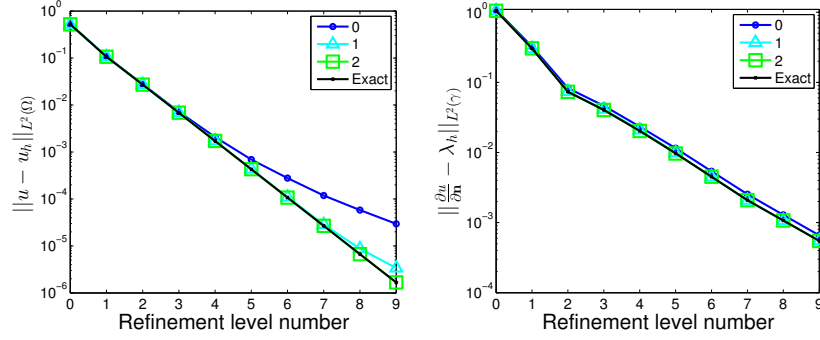 10^0
10^-1
10^-2
10^-3
10^-4
10^-5
10^-6
||u − u_h||_{L^2(Ω)}
0
1
2
Exact
0 1 2 3 4 5 6 7 8 9
Refinement level number
10^0
10^-1
10^-2
10^-3
10^-4
||∂u/∂n − λ_h||_{L^2(γ)}
0
1
2
Exact
0 1 2 3 4 5 6 7 8 9
Refinement level number